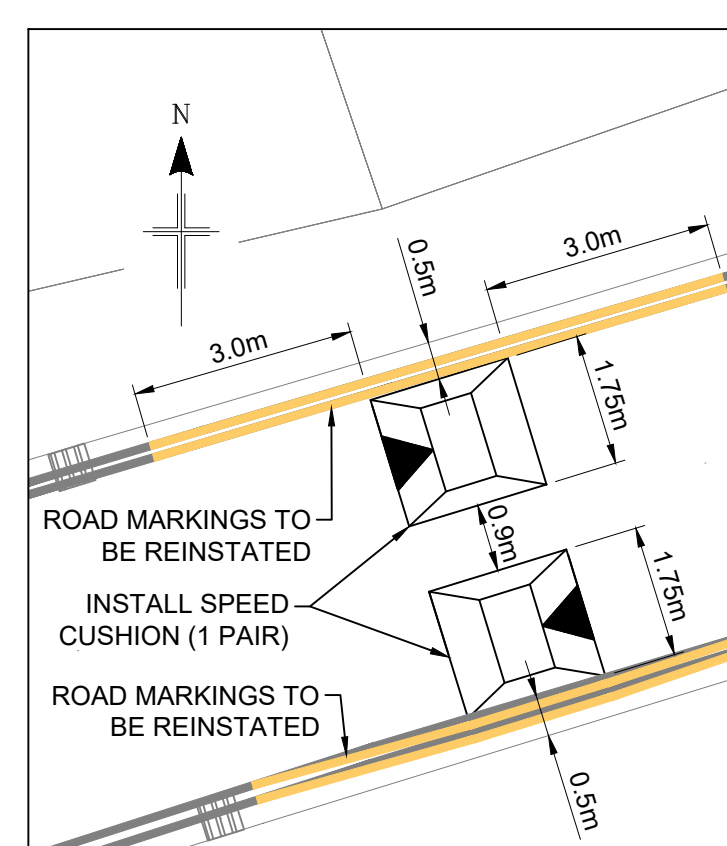 N
0.5m
3.0m
3.0m
1.75m
ROAD MARKINGS TO
BE REINSTATED
0.9m
1.75m
INSTALL SPEED
CUSHION (1 PAIR)
ROAD MARKINGS TO
BE REINSTATED
0.5m